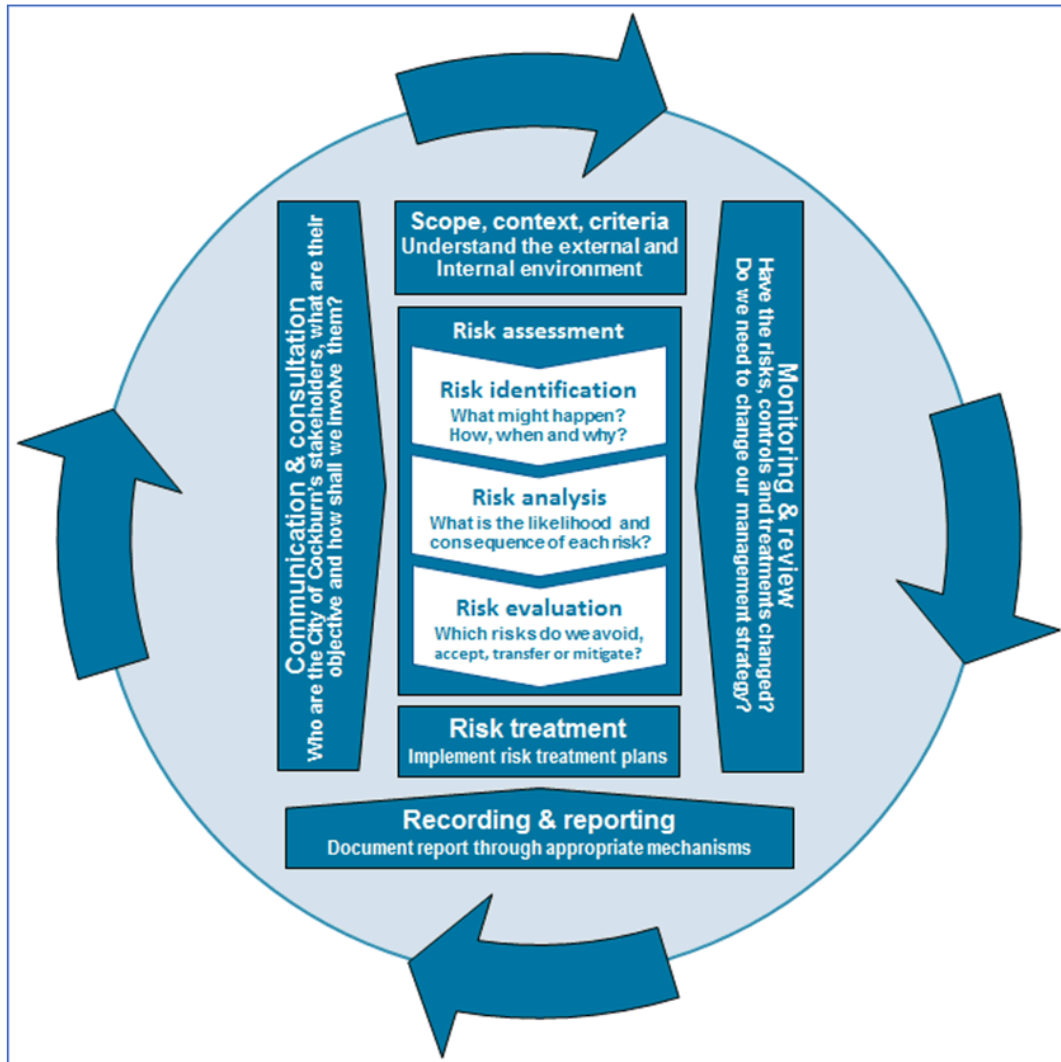 Communication & consultation
Who are the City of Cockburn's stakeholders, what are their
objective and how shall we involve them?
Scope, context, criteria
Understand the external and
Internal environment
Risk assessment
Risk identification
What might happen?
How, when and why?
Risk analysis
What is the likelihood and
consequence of each risk?
Risk evaluation
Which risks do we avoid,
accept, transfer or mitigate?
Risk treatment
Implement risk treatment plans
Monitoring & review
Have the risks, controls and treatments changed?
Do we need to change our management strategy?
Recording & reporting
Document report through appropriate mechanisms